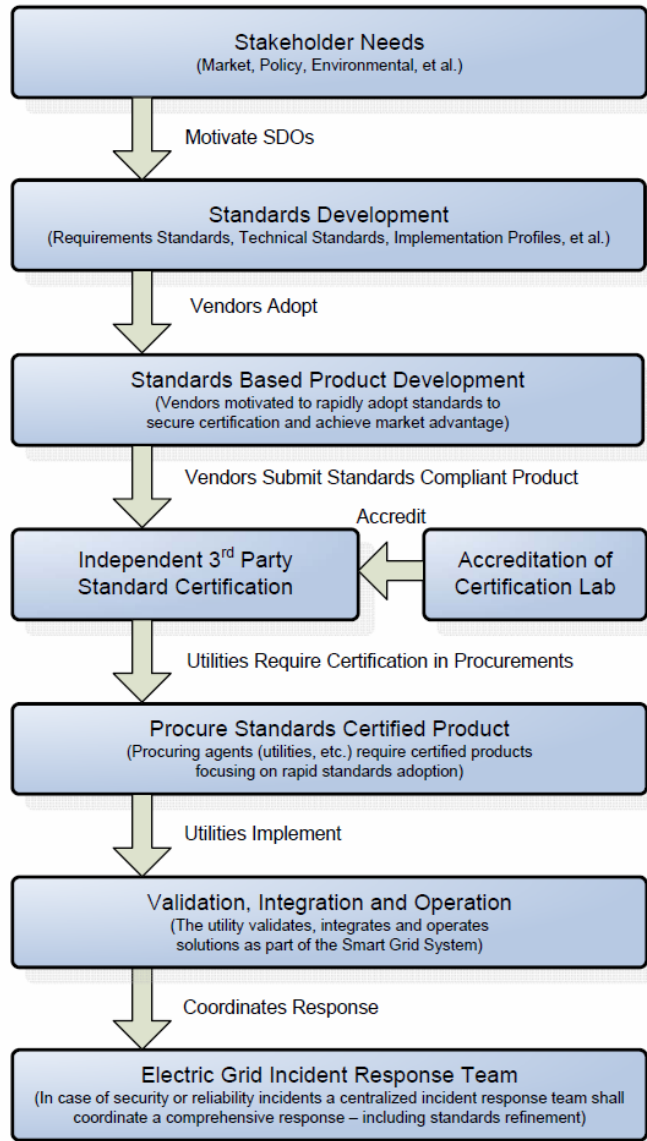 Stakeholder Needs
(Market, Policy, Environmental, et al.)
Motivate SDOs
Standards Development
(Requirements Standards, Technical Standards, Implementation Profiles, et al.)
Vendors Adopt
Standards Based Product Development
(Vendors motivated to rapidly adopt standards to
secure certification and achieve market advantage)
Vendors Submit Standards Compliant Product
Accredit
Independent 3rd Party
Standard Certification
Accreditation of
Certification Lab
Utilities Require Certification in Procurements
Procure Standards Certified Product
(Procuring agents (utilities, etc.) require certified products
focusing on rapid standards adoption)
Utilities Implement
Validation, Integration and Operation
(The utility validates, integrates and operates
solutions as part of the Smart Grid System)
Coordinates Response
Electric Grid Incident Response Team
(In case of security or reliability incidents a centralized incident response team shall
coordinate a comprehensive response – including standards refinement)